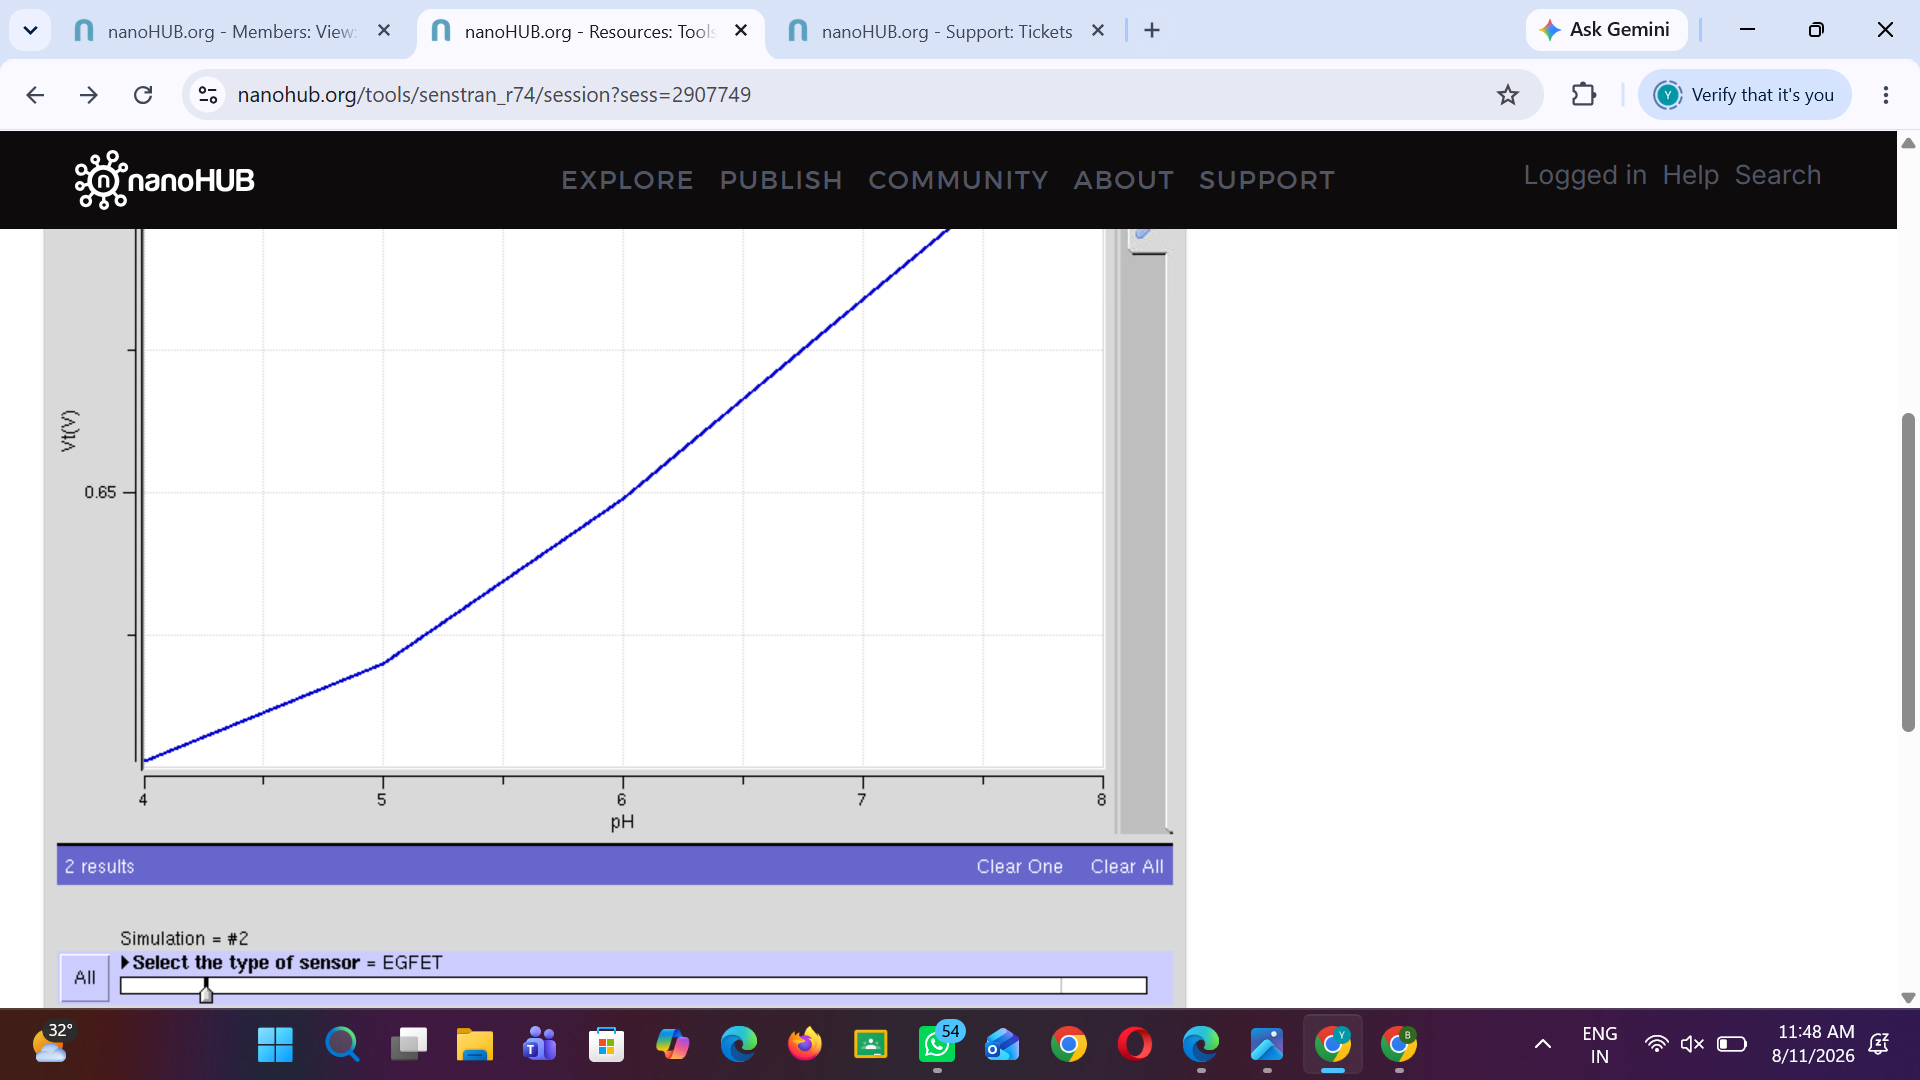 nanoHUB.org - Members: View:
nanoHUB.org - Resources: Tools
nanoHUB.org - Support: Tickets
Ask Gemini
nanohub.org/tools/senstran_r74/session?sess=2907749
Y
Verify that it's you
n
nanoHUB
EXPLORE PUBLISH COMMUNITY ABOUT SUPPORT
Logged in Help Search
Vt(V)
0.65
4 5 6 7 8
pH
2 results
Clear One Clear All
Simulation = #2
All
Select the type of sensor = EGFET
32°
54
Y
B
ENG
IN
11:48 AM
8/11/2026